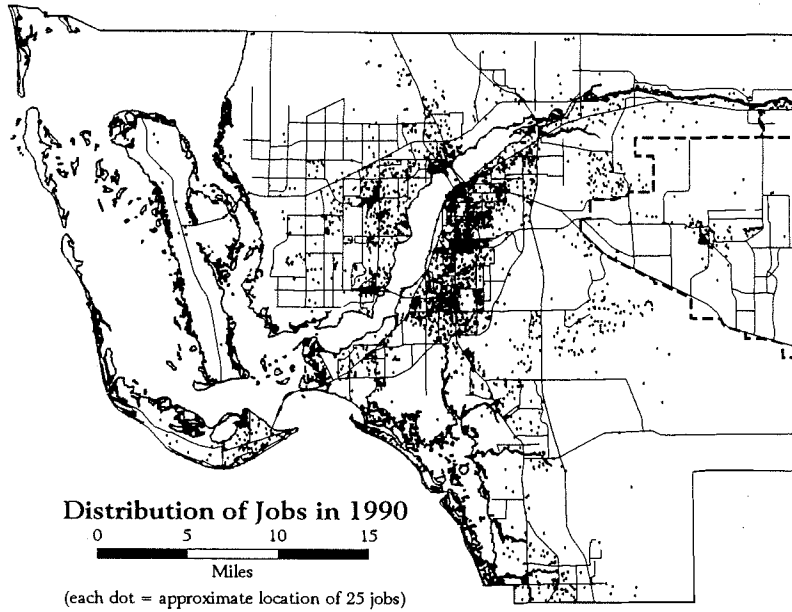 Distribution of Jobs in 1990
0 5 10 15
Miles
(each dot = approximate location of 25 jobs)